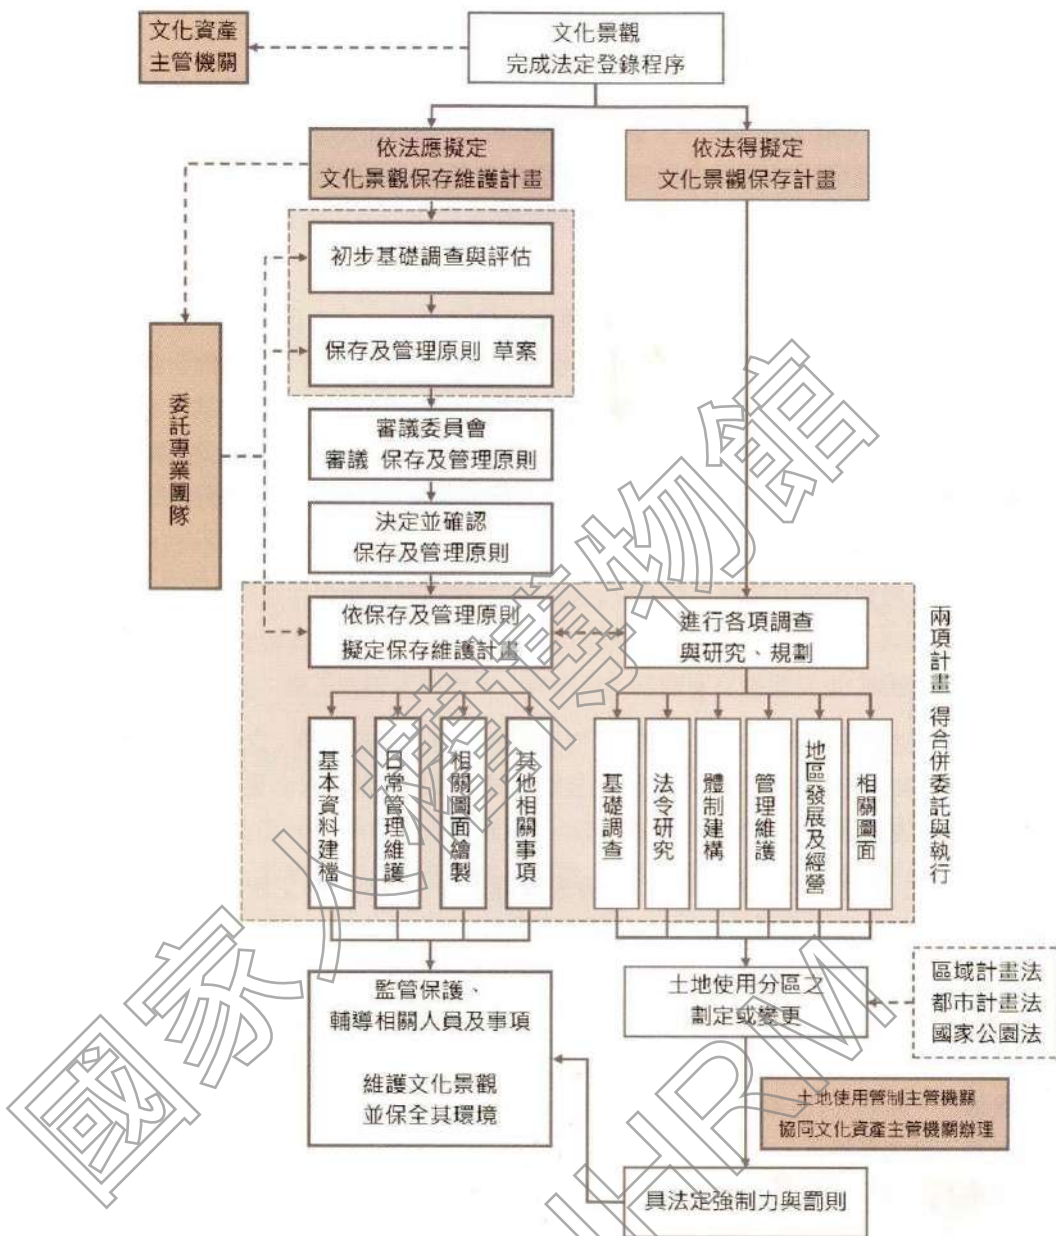 文化資產
主管機關
文化景觀
完成法定登錄程序
依法應擬定
文化景觀保存維護計畫
依法得擬定
文化景觀保存計畫
初步基礎調查與評估
保存及管理原則 草案
委託專業團隊
審議委員會
審議 保存及管理原則
決定並確認
保存及管理原則
依保存及管理原則
擬定保存維護計畫
進行各項調查
與研究、規劃
兩項計畫 得合併委託與執行
基本資料建檔
日常管理維護
相關圖面繪製
其他相關事項
基礎調查
法令研究
體制建構
管理維護
地區發展及經營
相關圖面
監管保護、
輔導相關人員及事項
維護文化景觀
並保全其環境
土地使用分區之
劃定或變更
區域計畫法
都市計畫法
國家公園法
土地使用管制主管機關
協同文化資產主管機關辦理
具法定強制力與罰則
國家人權博物館
NHRM